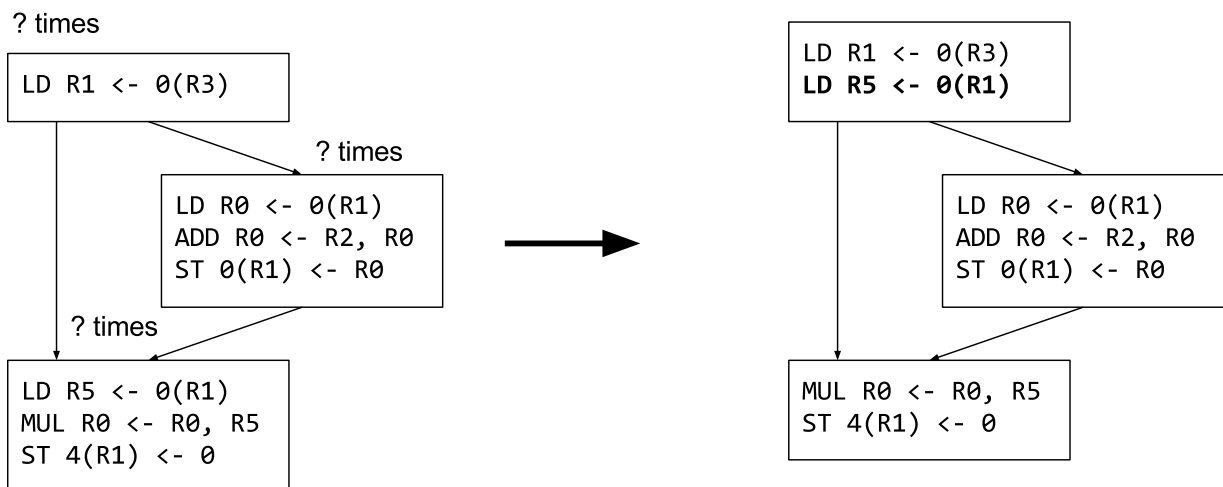 ? times
LD R1 <- 0(R3)
? times
LD R0 <- 0(R1)
ADD R0 <- R2, R0
ST 0(R1) <- R0
? times
LD R5 <- 0(R1)
MUL R0 <- R0, R5
ST 4(R1) <- 0
LD R1 <- 0(R3)
LD R5 <- 0(R1)
LD R0 <- 0(R1)
ADD R0 <- R2, R0
ST 0(R1) <- R0
MUL R0 <- R0, R5
ST 4(R1) <- 0